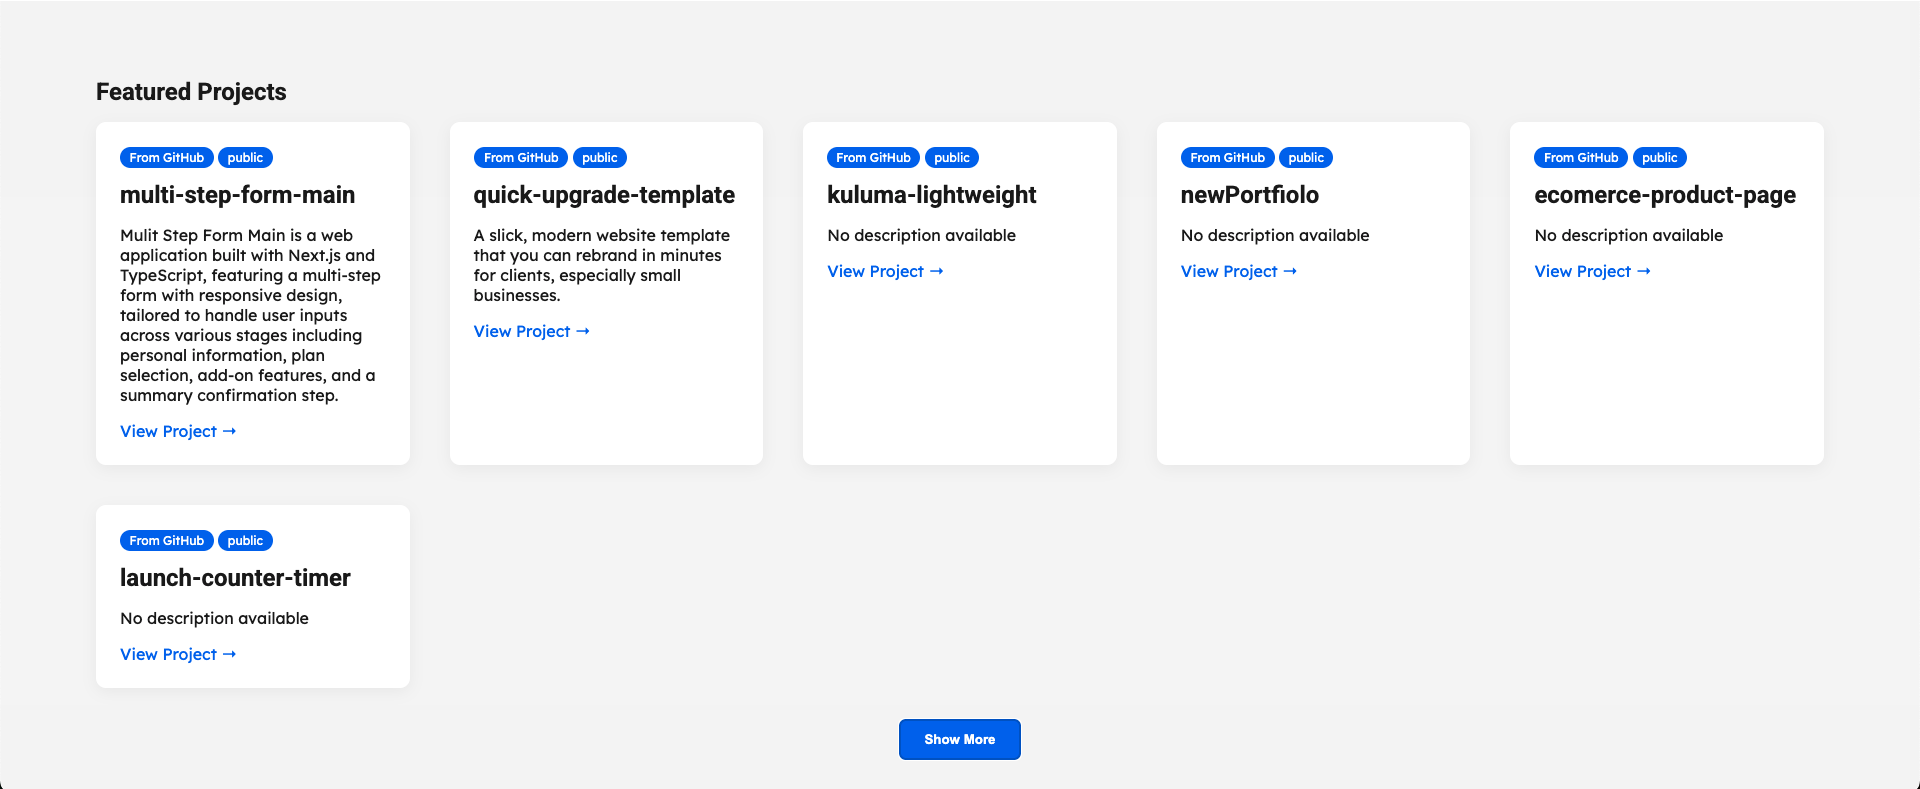 Featured Projects
From GitHub public
multi-step-form-main
Mulit Step Form Main is a web
application built with Next.js and
TypeScript, featuring a multi-step
form with responsive design,
tailored to handle user inputs
across various stages including
personal information, plan
selection, add-on features, and a
summary confirmation step.
View Project →
From GitHub public
quick-upgrade-template
A slick, modern website template
that you can rebrand in minutes
for clients, especially small
businesses.
View Project →
From GitHub public
kuluma-lightweight
No description available
View Project →
From GitHub public
newPortfiolo
No description available
View Project →
From GitHub public
ecomerce-product-page
No description available
View Project →
From GitHub public
launch-counter-timer
No description available
View Project →
Show More